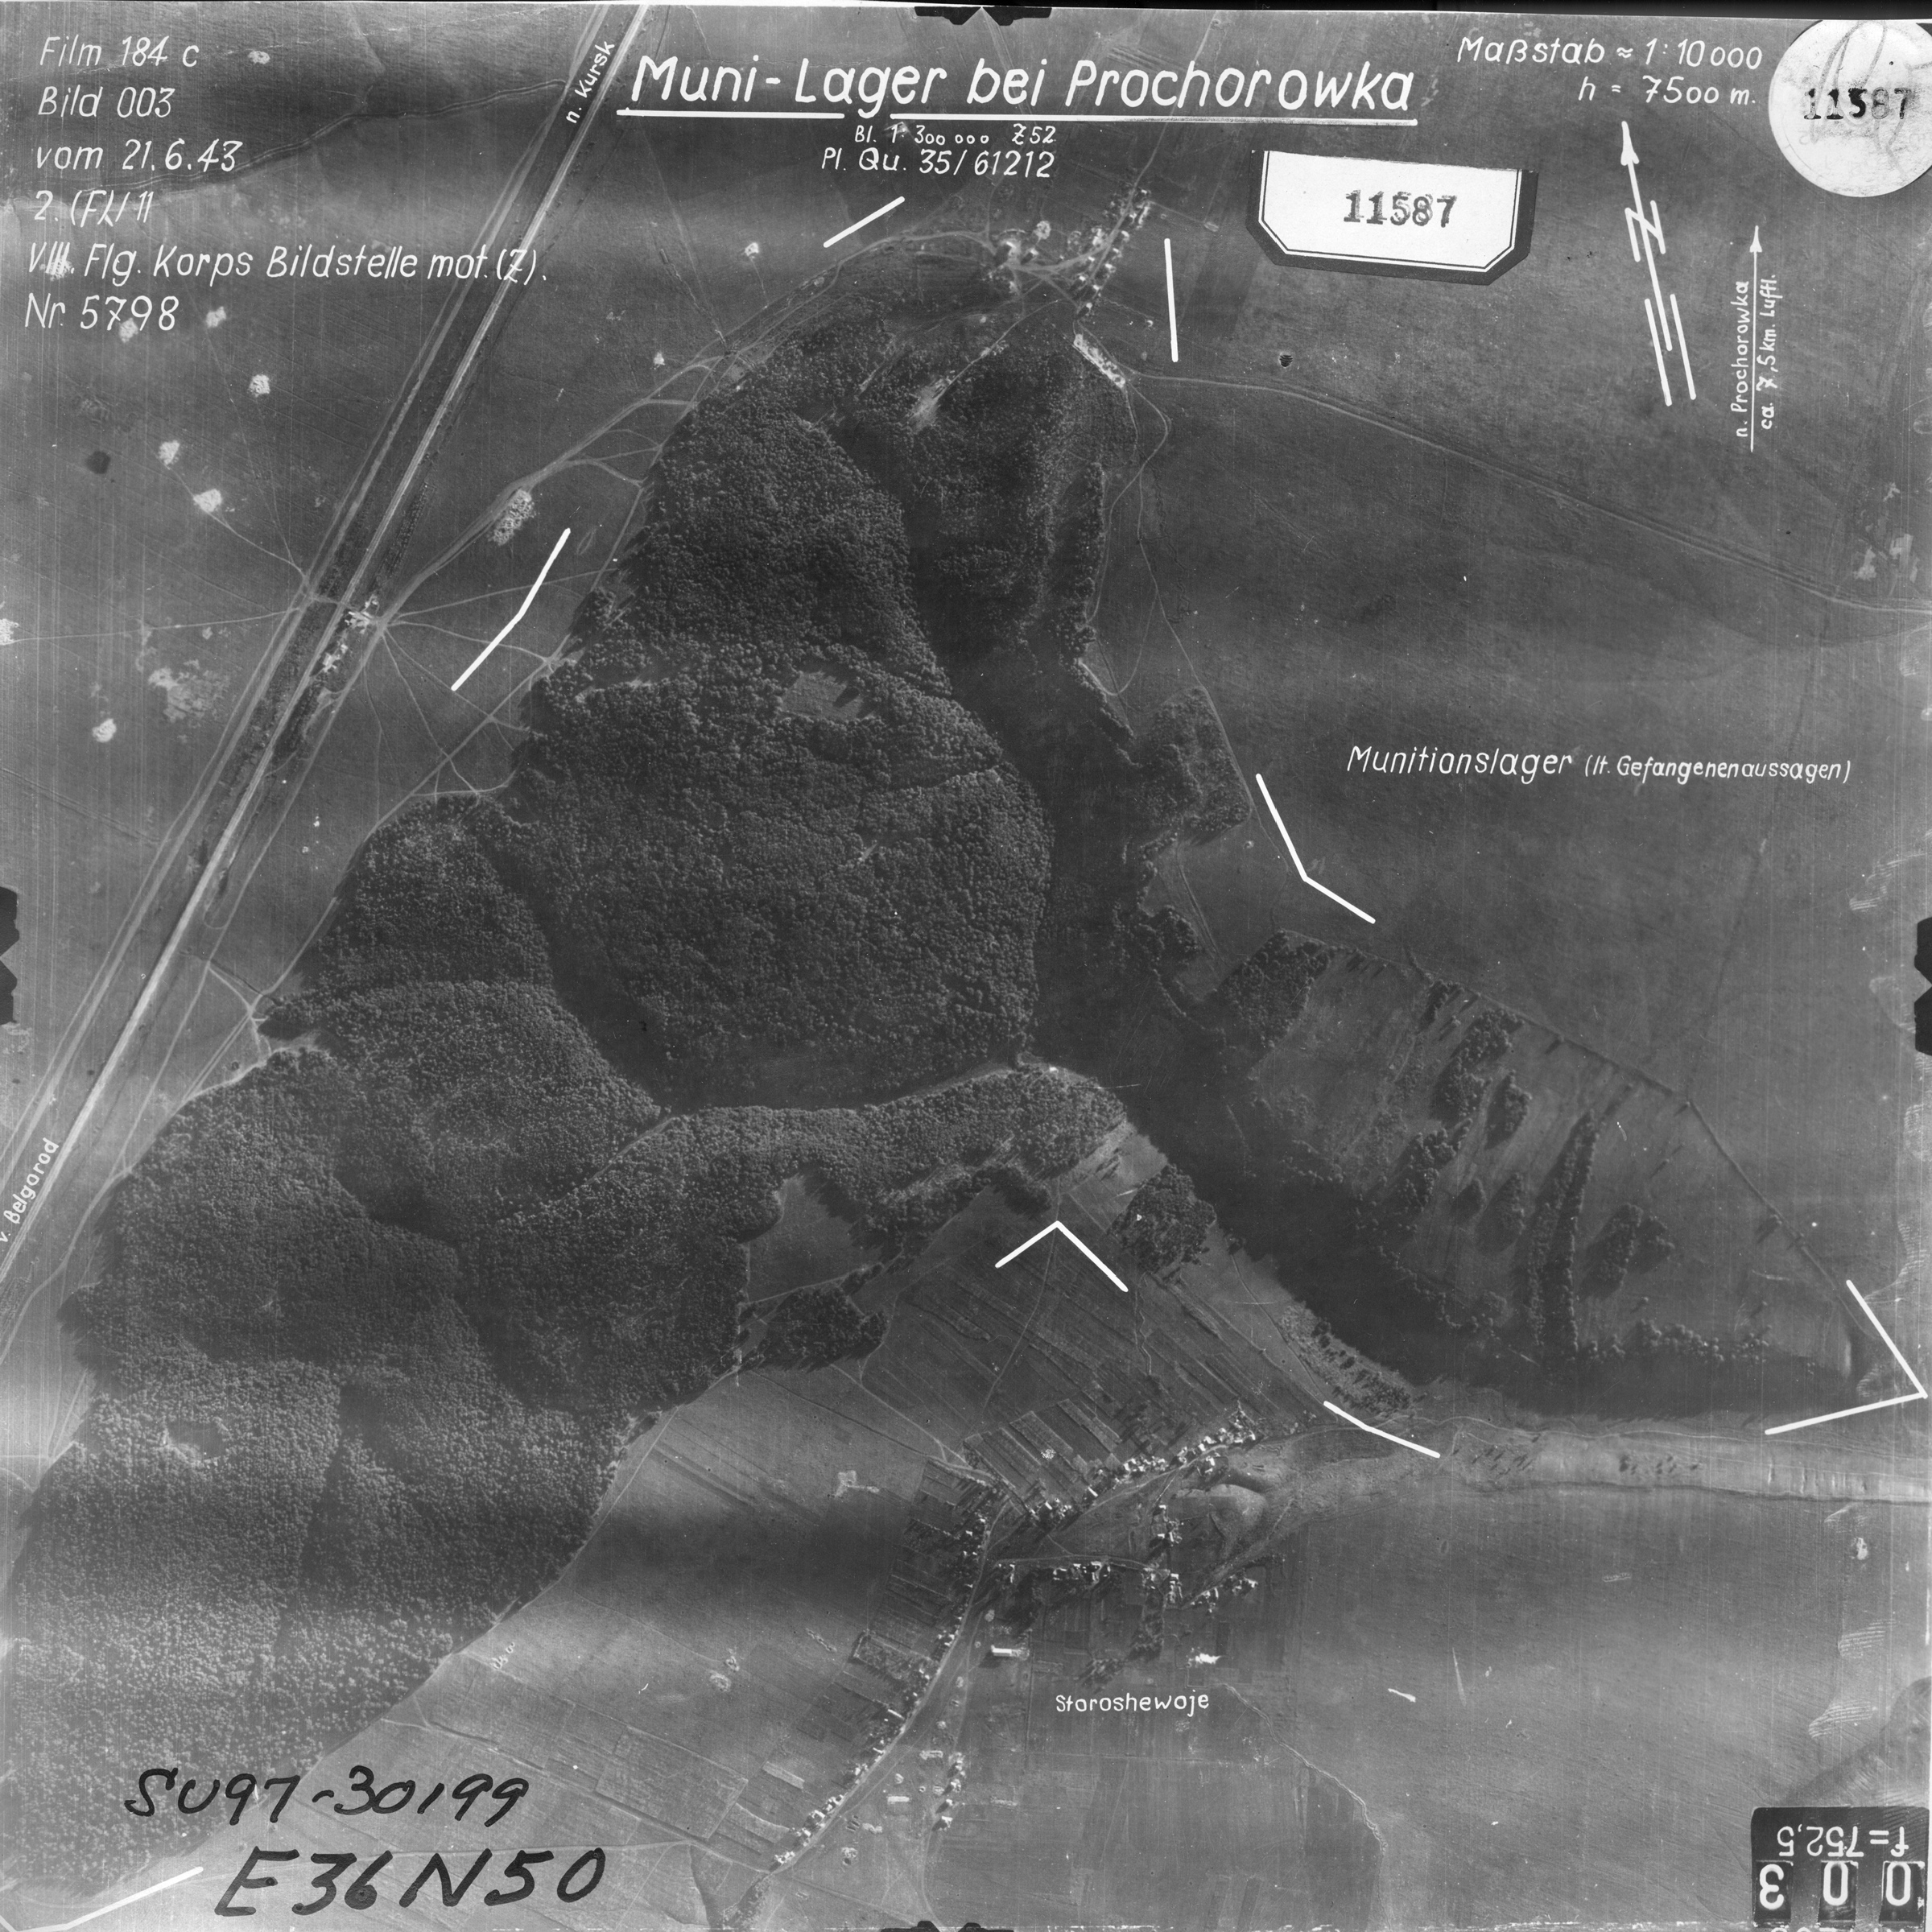 Film 184 c
Bild 003
vom 21.6.43
2. (F)/ 11
VIII. Flg. Korps Bildstelle mot. (Z).
Nr. 5798
n. Kursk
Muni-Lager bei Prochorowka
Bl. 1:300 000 Z52
Pl. Qu. 35/61212
Maßstab ≈ 1:10 000
h = 7500 m.
11587
11587
N
n. Prochorowka
ca. 7,5 km. Luftl.
Munitionslager (lt. Gefangenenaussagen)
v. Belgorod
Staroshewoje
SU97-30199
E36N50
f=752,5
003